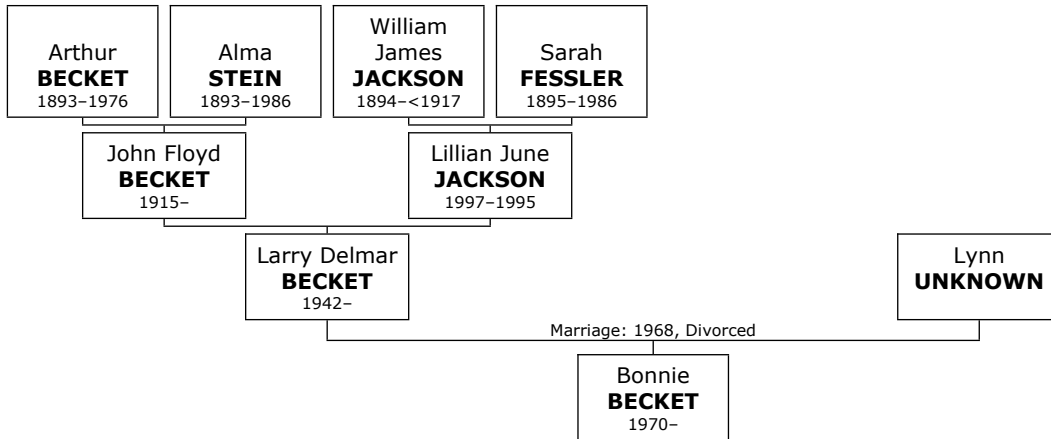 Arthur
BECKET
1893–1976
Alma
STEIN
1893–1986
William
James
JACKSON
1894–<1917
Sarah
FESSLER
1895–1986
John Floyd
BECKET
1915–
Lillian June
JACKSON
1997–1995
Larry Delmar
BECKET
1942–
Lynn
UNKNOWN
Marriage: 1968, Divorced
Bonnie
BECKET
1970–